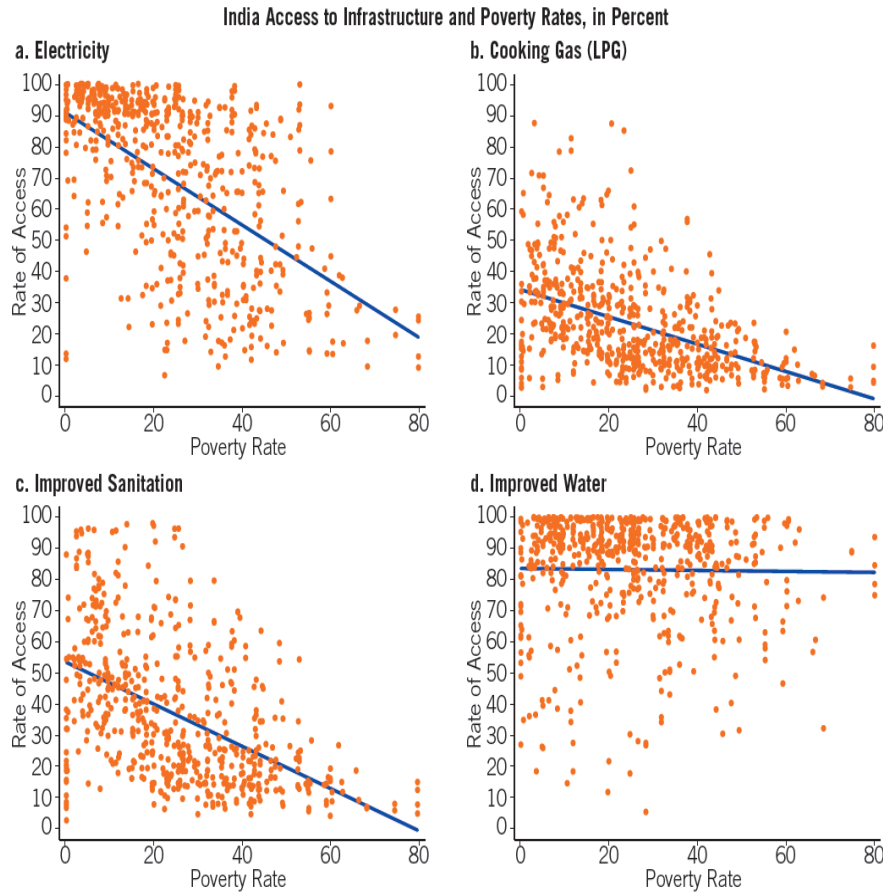 India Access to Infrastructure and Poverty Rates, in Percent
a. Electricity
100
90
80
70
60
50
40
30
20
10
0
Rate of Access
0 20 40 60 80
Poverty Rate
b. Cooking Gas (LPG)
100
90
80
70
60
50
40
30
20
10
0
Rate of Access
0 20 40 60 80
Poverty Rate
c. Improved Sanitation
100
90
80
70
60
50
40
30
20
10
0
Rate of Access
0 20 40 60 80
Poverty Rate
d. Improved Water
100
90
80
70
60
50
40
30
20
10
0
Rate of Access
0 20 40 60 80
Poverty Rate